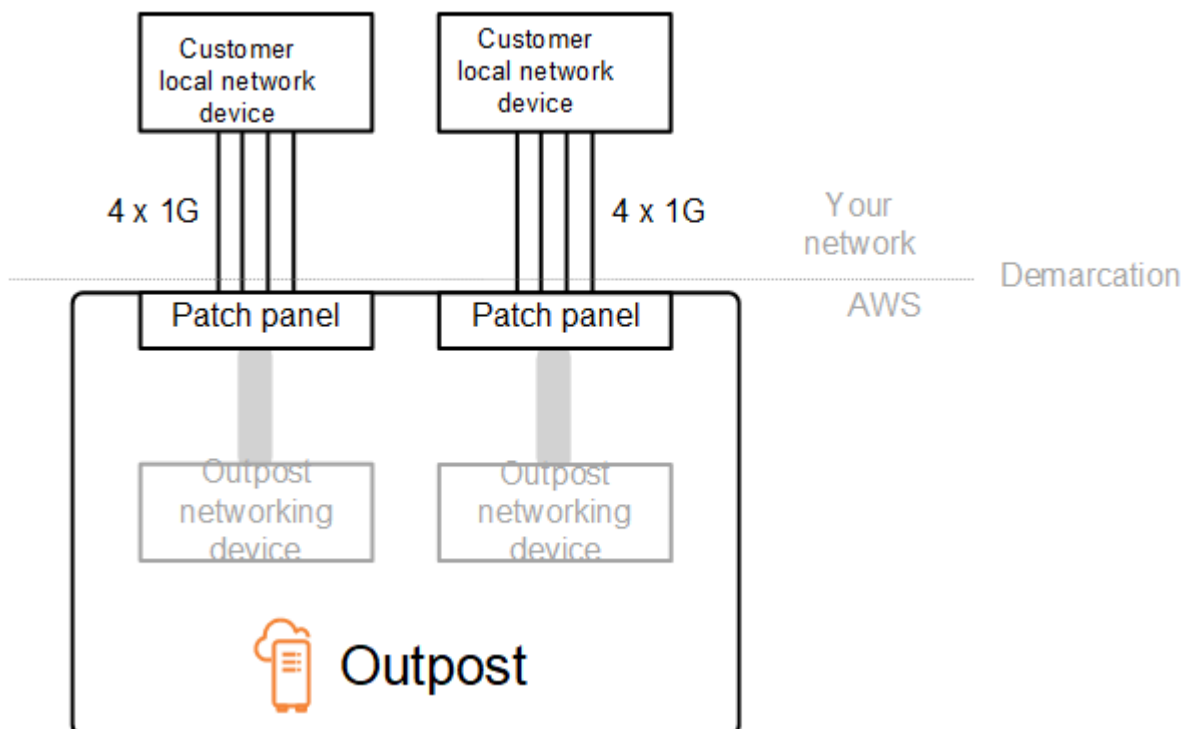 Customer
local network
device
Customer
local network
device
4 x 1G
4 x 1G
Your
network
Demarcation
AWS
Patch panel
Patch panel
Outpost
networking
device
Outpost
networking
device
Outpost